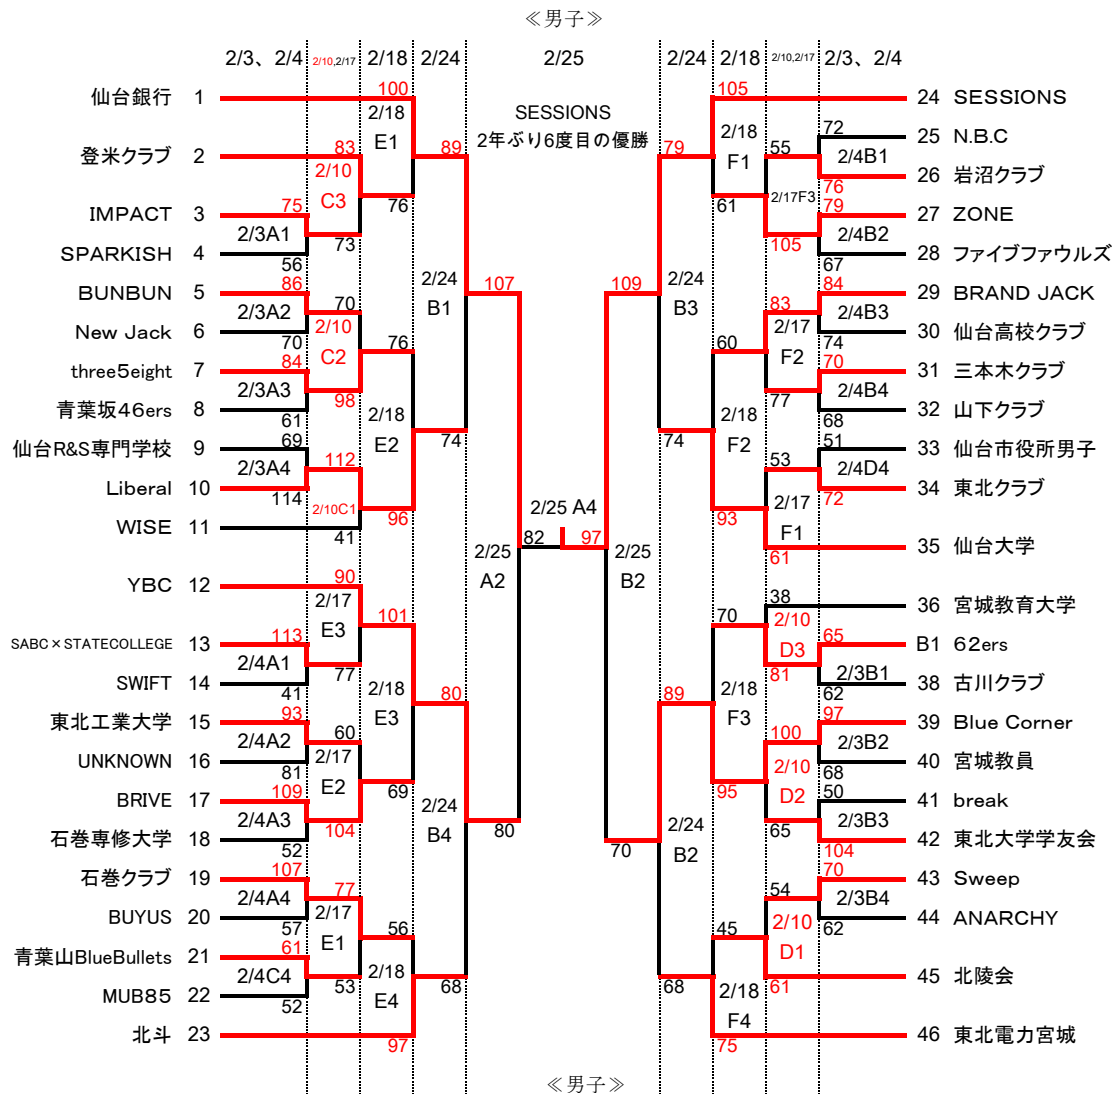 ≪男子≫
2/3、2/4 2/10,2/17 2/18 2/24 2/25 2/24 2/18 2/10,2/17 2/3、2/4
SESSIONS
2年ぶり6度目の優勝
仙台銀行 1
登米クラブ 2
IMPACT 3
SPARKISH 4
BUNBUN 5
New Jack 6
three5eight 7
青葉坂46ers 8
仙台R&S専門学校 9
Liberal 10
WISE 11
YBC 12
SABC×STATECOLLEGE 13
SWIFT 14
東北工業大学 15
UNKNOWN 16
BRIVE 17
石巻専修大学 18
石巻クラブ 19
BUYUS 20
青葉山BlueBullets 21
MUB85 22
北斗 23
75
2/3A1
56
86
2/3A2
70
84
2/3A3
61
69
2/3A4
114
113
2/4A1
41
93
2/4A2
81
109
2/4A3
52
107
2/4A4
57
61
2/4C4
52
83
2/10
C3
73
70
2/10
C2
98
112
2/10C1
41
90
2/17
E3
77
60
2/17
E2
104
77
2/17
E1
53
100
2/18
E1
76
76
2/18
E2
96
101
2/18
E3
69
56
2/18
E4
97
89
2/24
B1
74
80
2/24
B4
68
107
2/25
A2
80
2/25 A4
82 97
109
2/25
B2
70
79
2/24
B3
74
89
2/24
B2
68
105
2/18
F1
61
60
2/18
F2
93
70
2/18
F3
95
45
2/18
F4
75
55
2/17F3
105
83
2/17
F2
77
53
2/17
F1
61
38
2/10
D3
81
100
2/10
D2
65
54
2/10
D1
61
72
2/4B1
76
79
2/4B2
67
84
2/4B3
74
70
2/4B4
68
51
2/4D4
72
65
2/3B1
62
97
2/3B2
68
50
2/3B3
104
70
2/3B4
62
24 SESSIONS
25 N.B.C
26 岩沼クラブ
27 ZONE
28 ファイブファウルズ
29 BRAND JACK
30 仙台高校クラブ
31 三本木クラブ
32 山下クラブ
33 仙台市役所男子
34 東北クラブ
35 仙台大学
36 宮城教育大学
B1 62ers
38 古川クラブ
39 Blue Corner
40 宮城教員
41 break
42 東北大学学友会
43 Sweep
44 ANARCHY
45 北陵会
46 東北電力宮城
≪男子≫